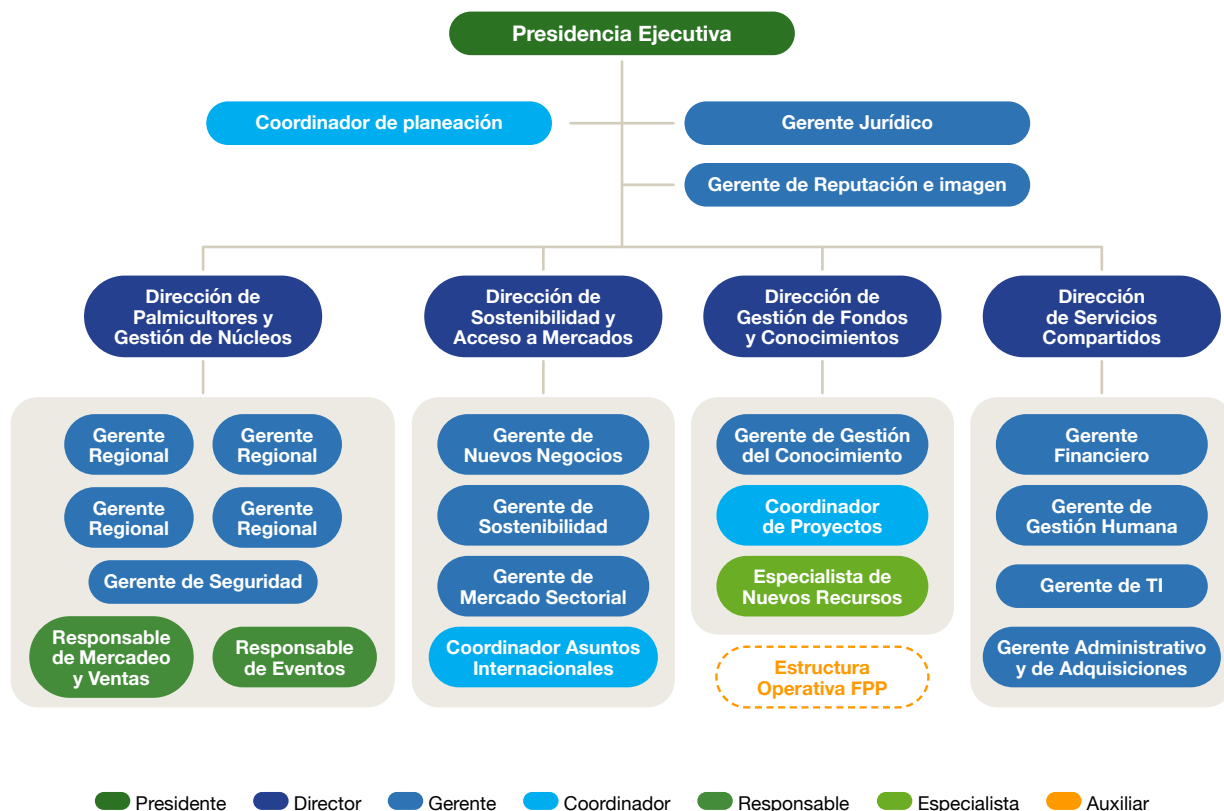 Presidencia Ejecutiva
Coordinador de planeación
Gerente Jurídico
Gerente de Reputación e imagen
Dirección de
Palmicultores y
Gestión de Núcleos
Dirección de
Sostenibilidad y
Acceso a Mercados
Dirección de
Gestión de Fondos
y Conocimientos
Dirección
de Servicios
Compartidos
Gerente
Regional
Gerente
Regional
Gerente
Regional
Gerente
Regional
Gerente de Seguridad
Responsable
de Mercadeo
y Ventas
Responsable
de Eventos
Gerente de
Nuevos Negocios
Gerente de
Sostenibilidad
Gerente de
Mercado Sectorial
Coordinador Asuntos
Internacionales
Gerente de Gestión
del Conocimiento
Coordinador
de Proyectos
Especialista de
Nuevos Recursos
Estructura
Operativa FPP
Gerente
Financiero
Gerente de
Gestión Humana
Gerente de TI
Gerente Administrativo
y de Adquisiciones
Presidente Director Gerente Coordinador Responsable Especialista Auxiliar